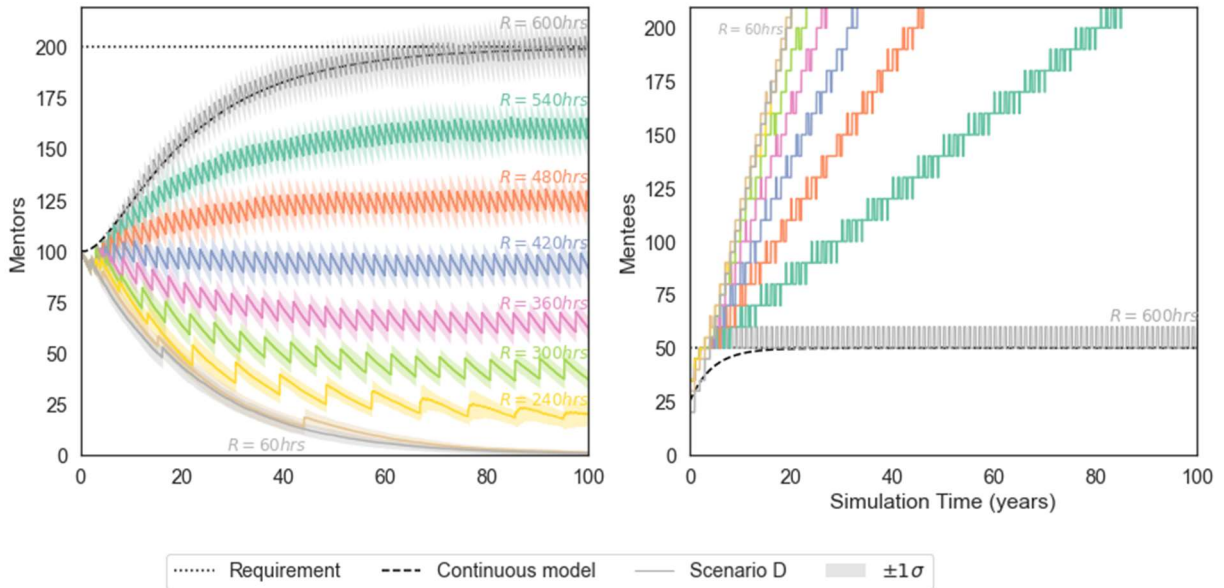 R = 600hrs
200
R = 540hrs
175
150
R = 480hrs
125
R = 420hrs
100
R = 360hrs
75
R = 300hrs
50
R = 240hrs
25
R = 60hrs
0
0 20 40 60 80 100
Mentors
R = 60hrs
200
175
150
125
100
75
R = 600hrs
50
25
0
0 20 40 60 80 100
Mentees
Simulation Time (years)
Requirement Continuous model Scenario D ±1σ